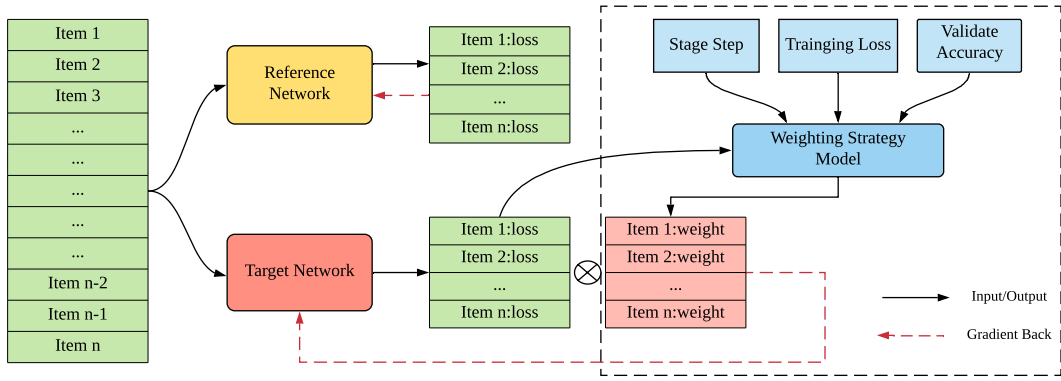 Item 1
Item 2
Item 3
...
...
...
...
...
Item n-2
Item n-1
Item n
Reference
Network
Target Network
Item 1:loss
Item 2:loss
...
Item n:loss
Item 1:loss
Item 2:loss
...
Item n:loss
Stage Step
Trainging Loss
Validate
Accuracy
Weighting Strategy
Model
Item 1:weight
Item 2:weight
...
Item n:weight
Input/Output
Gradient Back